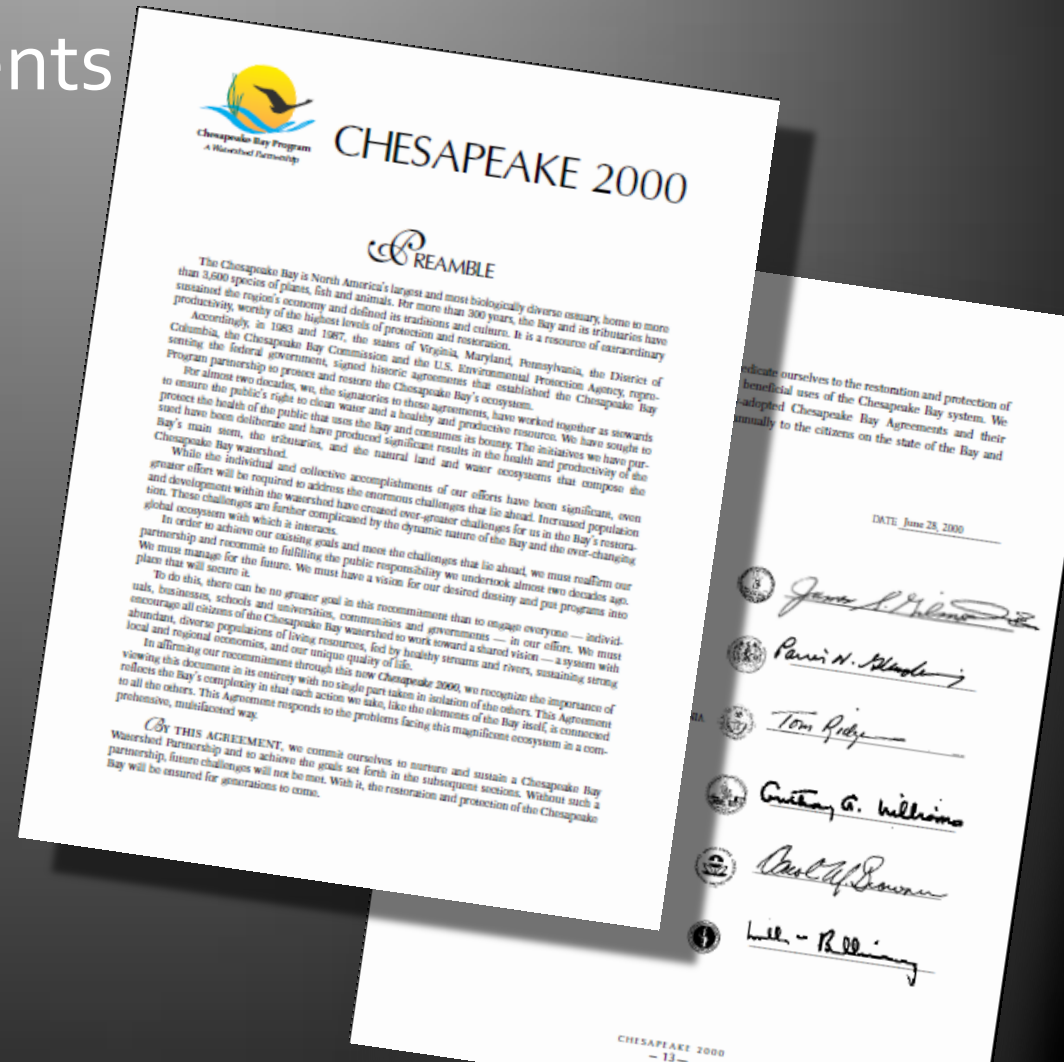 ents
Chesapeake Bay Program
A Watershed Partnership
CHESAPEAKE 2000
PREAMBLE
The Chesapeake Bay is North America's largest and most biologically diverse estuary, home to more
than 3,600 species of plants, fish and animals. For more than 300 years, the Bay and its tributaries have
sustained the region's economy and defined its traditions and culture. It is a resource of extraordinary
productivity, worthy of the highest levels of protection and restoration.
Accordingly, in 1983 and 1987, the states of Virginia, Maryland, Pennsylvania, the District of
Columbia, the Chesapeake Bay Commission and the U.S. Environmental Protection Agency, repre-
senting the federal government, signed historic agreements that established the Chesapeake Bay
Program partnership to protect and restore the Chesapeake Bay's ecosystem.
For almost two decades, we, the signatories to these agreements, have worked together as stewards
to ensure the public's right to clean water and a healthy and productive resource. We have sought to
protect the health of the public that uses the Bay and consumes its bounty. The initiatives we have pur-
sued have been deliberate and have produced significant results in the health and productivity of the
Bay's main stem, the tributaries, and the natural land and water ecosystems that compose the
Chesapeake Bay watershed.
While the individual and collective accomplishments of our efforts have been significant, even
greater effort will be required to address the enormous challenges that lie ahead. Increased population
and development within the watershed have created ever-greater challenges for us in the Bay's restora-
tion. These challenges are further complicated by the dynamic nature of the Bay and the ever-changing
global ecosystem with which it interacts.
In order to achieve our existing goals and meet the challenges that lie ahead, we must reaffirm our
partnership and recommit to fulfilling the public responsibility we undertook almost two decades ago.
We must manage for the future. We must have a vision for our desired destiny and put programs into
place that will secure it.
To do this, there can be no greater goal in this recommitment than to engage everyone — individ-
uals, businesses, schools and universities, communities and governments — in our effort. We must
encourage all citizens of the Chesapeake Bay watershed to work toward a shared vision — a system with
abundant, diverse populations of living resources, fed by healthy streams and rivers, sustaining strong
local and regional economies, and our unique quality of life.
In affirming our recommitment through this new Chesapeake 2000, we recognize the importance of
viewing this document in its entirety with no single part taken in isolation of the others. This Agreement
reflects the Bay's complexity in that each action we take, like the elements of the Bay itself, is connected
to all the others. This Agreement responds to the problems facing this magnificent ecosystem in a com-
prehensive, multifaceted way.
BY THIS AGREEMENT, we commit ourselves to nurture and sustain a Chesapeake Bay
Watershed Partnership and to achieve the goals set forth in the subsequent sections. Without such a
partnership, future challenges will not be met. With it, the restoration and protection of the Chesapeake
Bay will be ensured for generations to come.
edicate ourselves to the restoration and protection of
beneficial uses of the Chesapeake Bay system. We
-adopted Chesapeake Bay Agreements and their
annually to the citizens on the state of the Bay and
DATE June 28, 2000
Parris N. Glendening
NIA
Tom Ridge
Anthony A. Williams
Carol M. Browner
CHESAPEAKE 2000
— 13 —